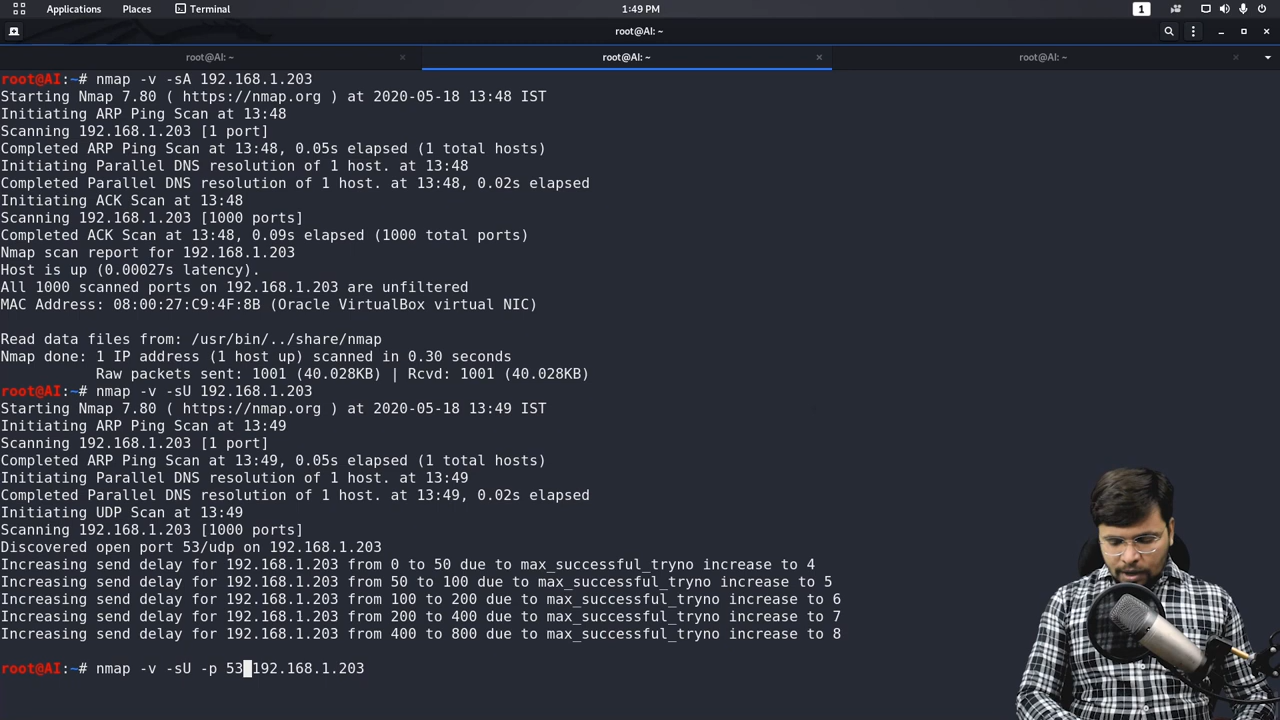 Applications Places Terminal 1:49 PM 1
root@AI: ~
root@AI: ~ root@AI: ~ root@AI: ~
root@AI:~# nmap -v -sA 192.168.1.203
Starting Nmap 7.80 ( https://nmap.org ) at 2020-05-18 13:48 IST
Initiating ARP Ping Scan at 13:48
Scanning 192.168.1.203 [1 port]
Completed ARP Ping Scan at 13:48, 0.05s elapsed (1 total hosts)
Initiating Parallel DNS resolution of 1 host. at 13:48
Completed Parallel DNS resolution of 1 host. at 13:48, 0.02s elapsed
Initiating ACK Scan at 13:48
Scanning 192.168.1.203 [1000 ports]
Completed ACK Scan at 13:48, 0.09s elapsed (1000 total ports)
Nmap scan report for 192.168.1.203
Host is up (0.00027s latency).
All 1000 scanned ports on 192.168.1.203 are unfiltered
MAC Address: 08:00:27:C9:4F:8B (Oracle VirtualBox virtual NIC)
Read data files from: /usr/bin/../share/nmap
Nmap done: 1 IP address (1 host up) scanned in 0.30 seconds
Raw packets sent: 1001 (40.028KB) | Rcvd: 1001 (40.028KB)
root@AI:~# nmap -v -sU 192.168.1.203
Starting Nmap 7.80 ( https://nmap.org ) at 2020-05-18 13:49 IST
Initiating ARP Ping Scan at 13:49
Scanning 192.168.1.203 [1 port]
Completed ARP Ping Scan at 13:49, 0.05s elapsed (1 total hosts)
Initiating Parallel DNS resolution of 1 host. at 13:49
Completed Parallel DNS resolution of 1 host. at 13:49, 0.02s elapsed
Initiating UDP Scan at 13:49
Scanning 192.168.1.203 [1000 ports]
Discovered open port 53/udp on 192.168.1.203
Increasing send delay for 192.168.1.203 from 0 to 50 due to max_successful_tryno increase to 4
Increasing send delay for 192.168.1.203 from 50 to 100 due to max_successful_tryno increase to 5
Increasing send delay for 192.168.1.203 from 100 to 200 due to max_successful_tryno increase to 6
Increasing send delay for 192.168.1.203 from 200 to 400 due to max_successful_tryno increase to 7
Increasing send delay for 192.168.1.203 from 400 to 800 due to max_successful_tryno increase to 8
root@AI:~# nmap -v -sU -p 53 192.168.1.203